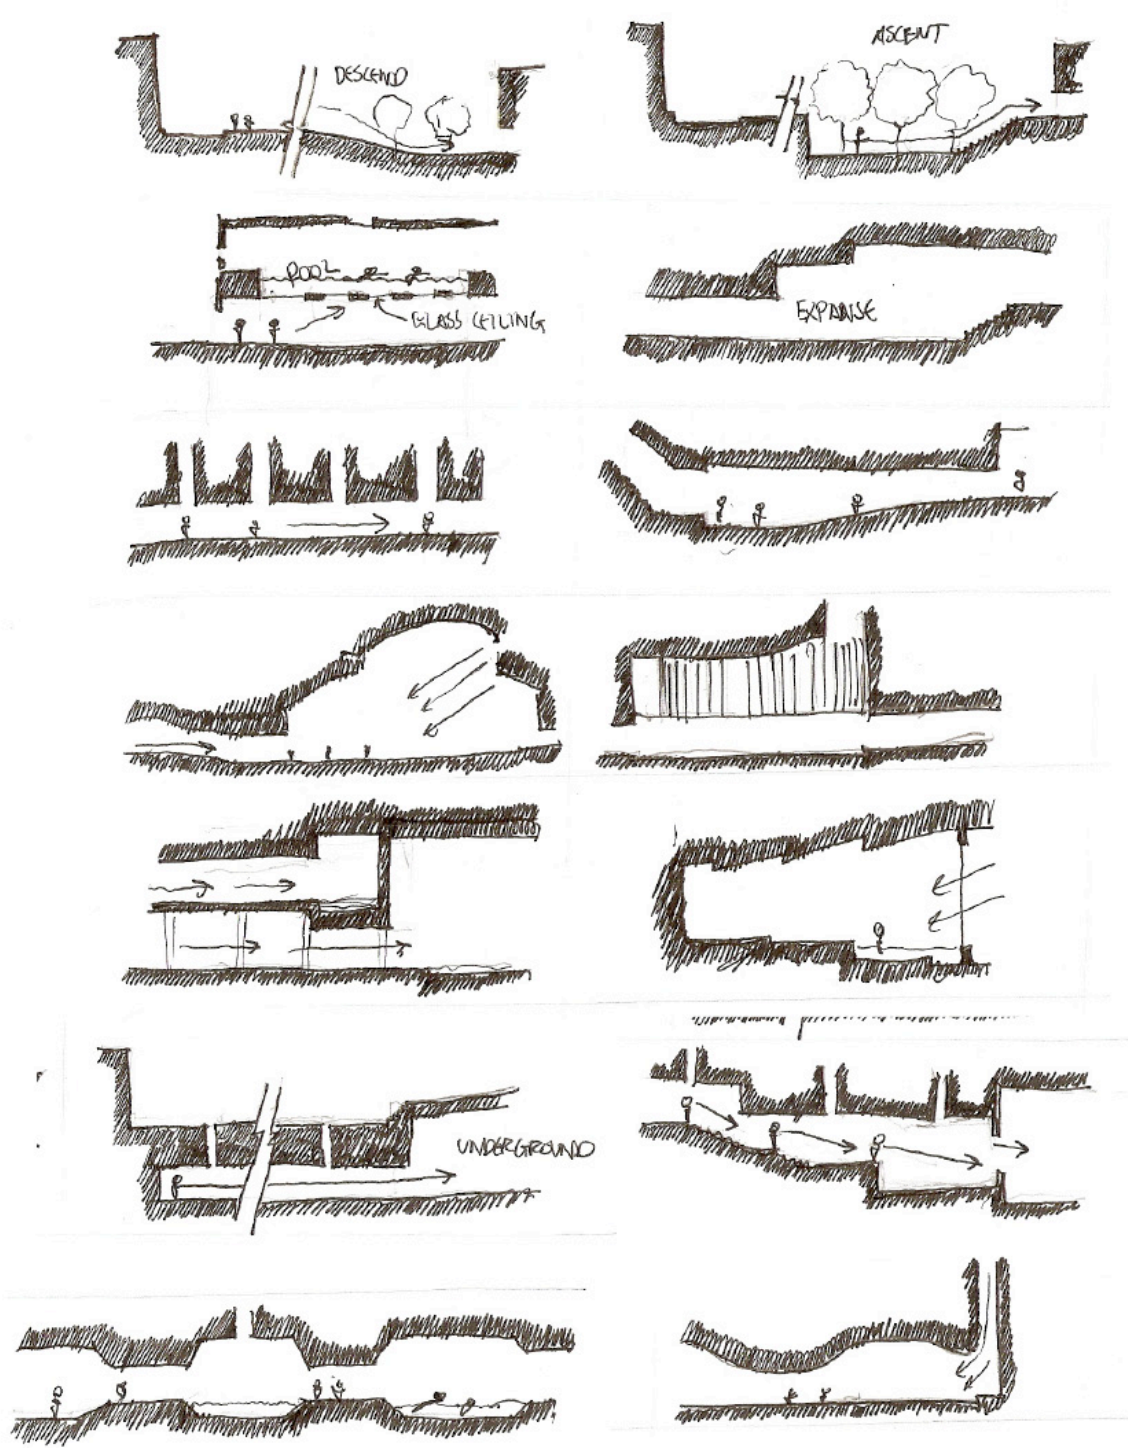 DESCEND
ASCENT
POOL
GLASS CEILING
EXPANSE
UNDERGROUND